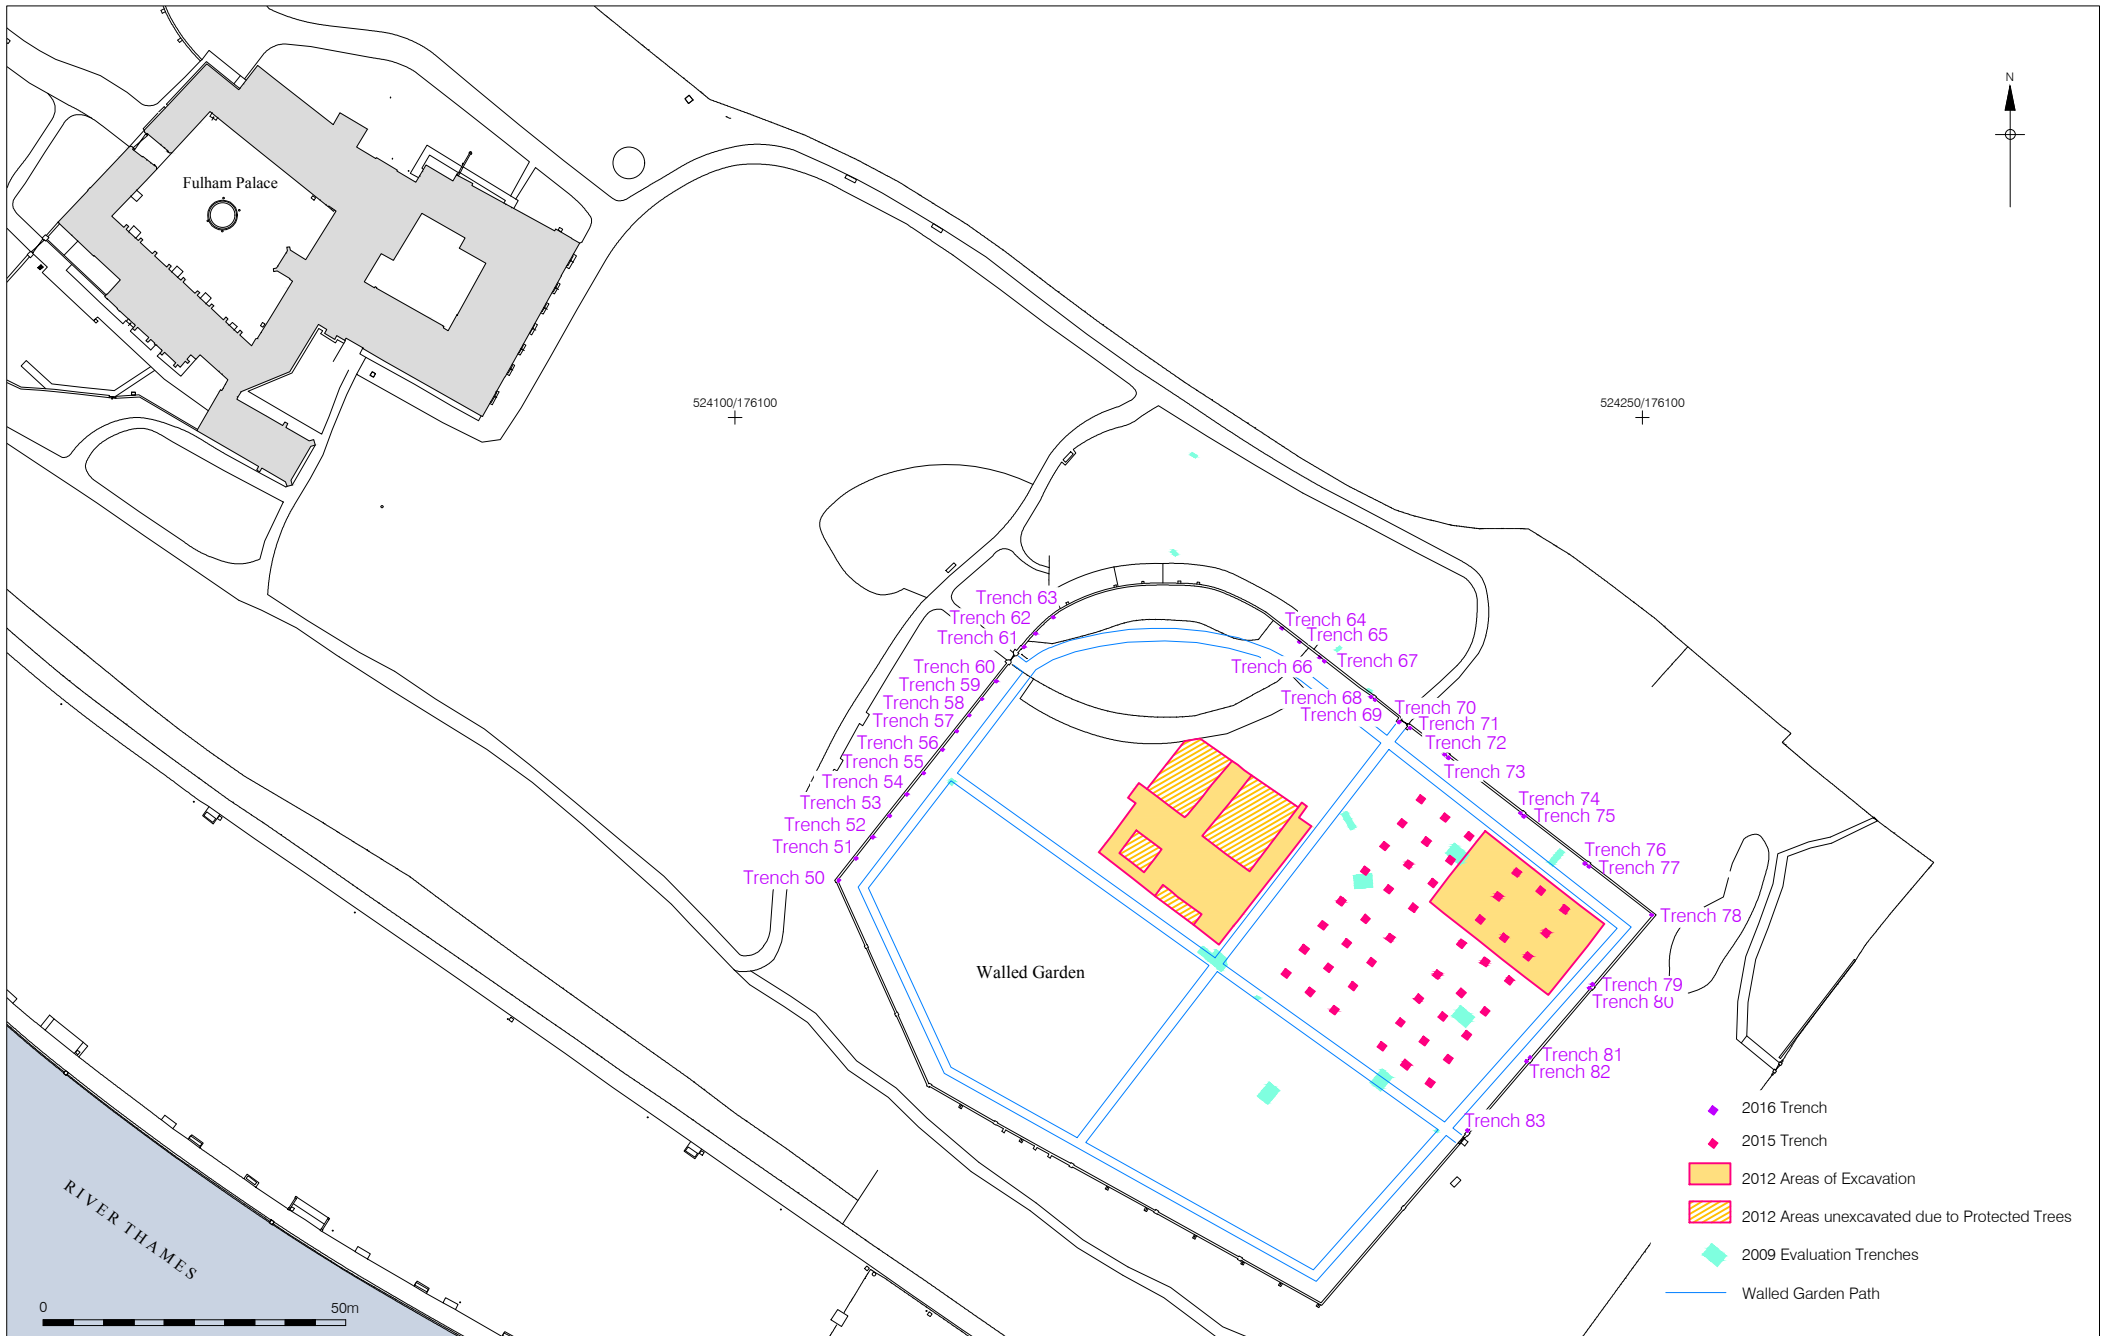 N
Fulham Palace
524100/176100
524250/176100
Trench 63
Trench 62
Trench 61
Trench 60
Trench 59
Trench 58
Trench 57
Trench 56
Trench 55
Trench 54
Trench 53
Trench 52
Trench 51
Trench 50
Trench 64
Trench 65
Trench 66
Trench 67
Trench 68
Trench 69
Trench 70
Trench 71
Trench 72
Trench 73
Trench 74
Trench 75
Trench 76
Trench 77
Trench 78
Trench 79
Trench 80
Trench 81
Trench 82
Trench 83
Walled Garden
RIVER THAMES
0 50m
2016 Trench
2015 Trench
2012 Areas of Excavation
2012 Areas unexcavated due to Protected Trees
2009 Evaluation Trenches
Walled Garden Path